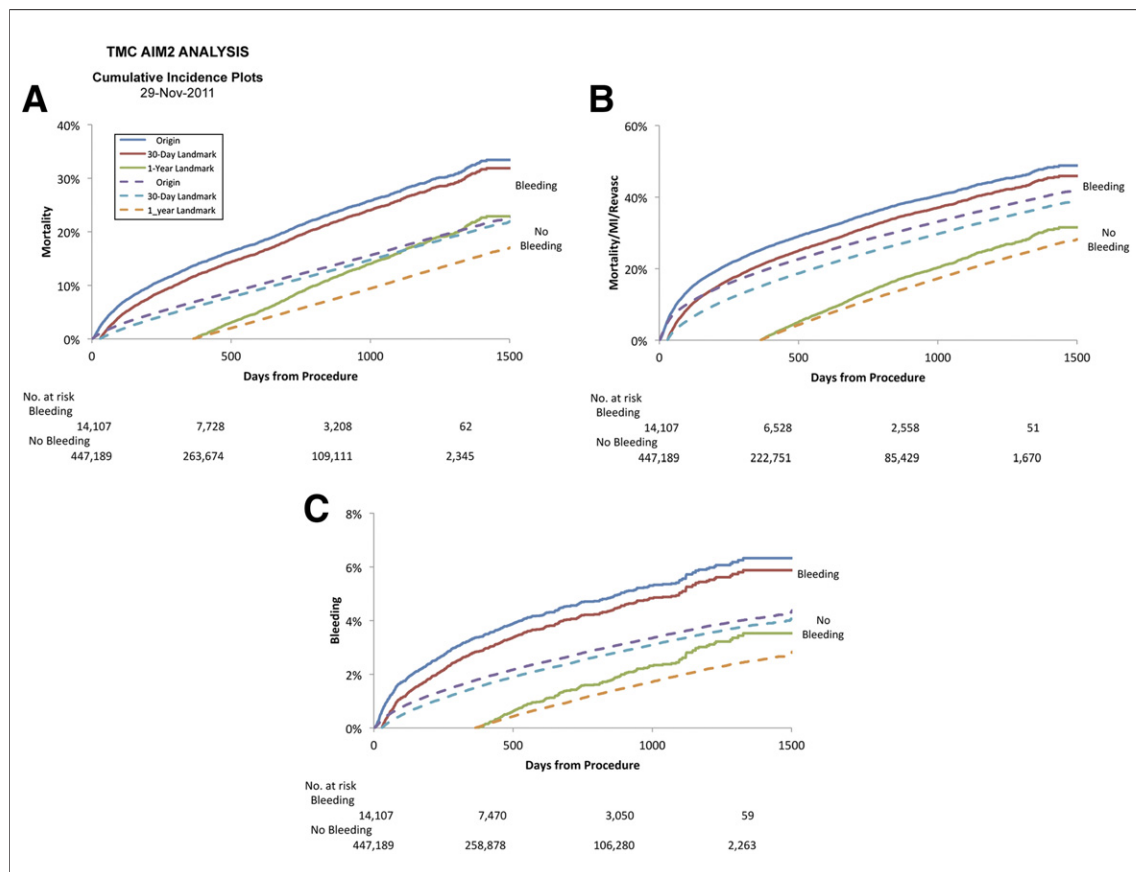 TMC AIM2 ANALYSIS
Cumulative Incidence Plots
29-Nov-2011
A
40%
30%
20%
10%
0%
Mortality
Origin
30-Day Landmark
1-Year Landmark
Origin
30-Day Landmark
1_year Landmark
Bleeding
No
Bleeding
0 500 1000 1500
Days from Procedure
No. at risk
Bleeding
14,107 7,728 3,208 62
No Bleeding
447,189 263,674 109,111 2,345
B
60%
40%
20%
0%
Mortality/MI/Revasc
Bleeding
No
Bleeding
0 500 1000 1500
Days from Procedure
No. at risk
Bleeding
14,107 6,528 2,558 51
No Bleeding
447,189 222,751 85,429 1,670
C
8%
6%
4%
2%
0%
Bleeding
Bleeding
No
Bleeding
0 500 1000 1500
Days from Procedure
No. at risk
Bleeding
14,107 7,470 3,050 59
No Bleeding
447,189 258,878 106,280 2,263